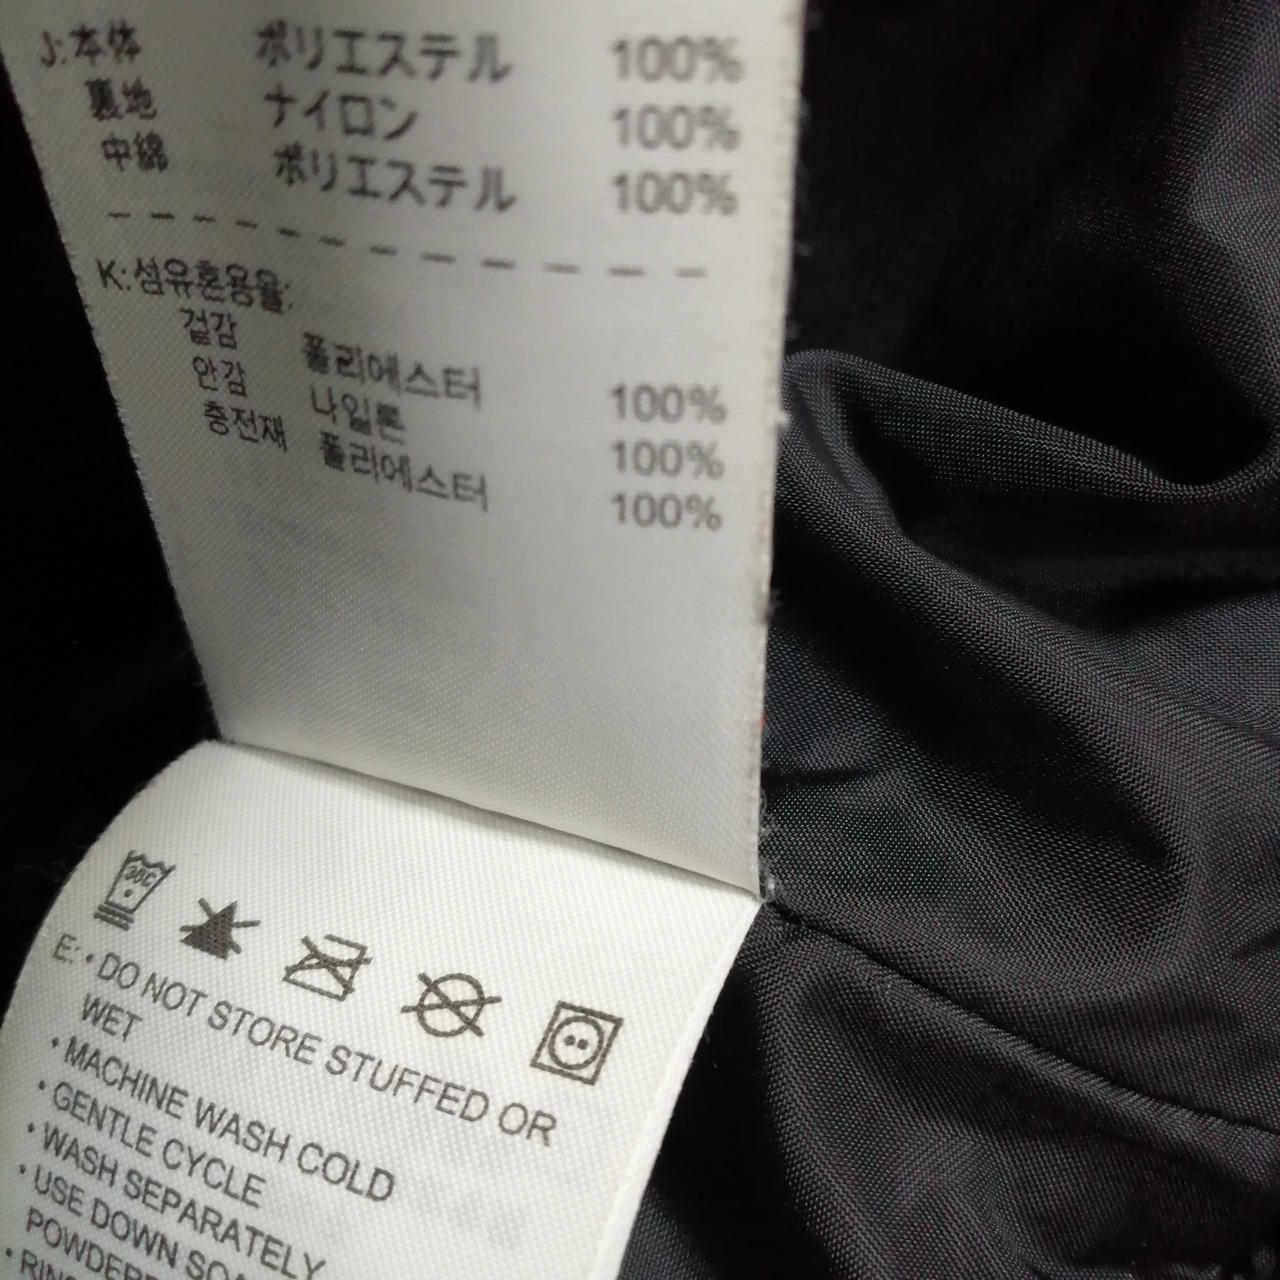 J:本体 ポリエステル 100%
裏地 ナイロン 100%
中綿 ポリエステル 100%
K:섬유혼용율:
겉감 폴리에스터 100%
안감 나일론 100%
충전재 폴리에스터 100%
30C
E: • DO NOT STORE STUFFED OR
WET
• MACHINE WASH COLD
• GENTLE CYCLE
• WASH SEPARATELY
• USE DOWN